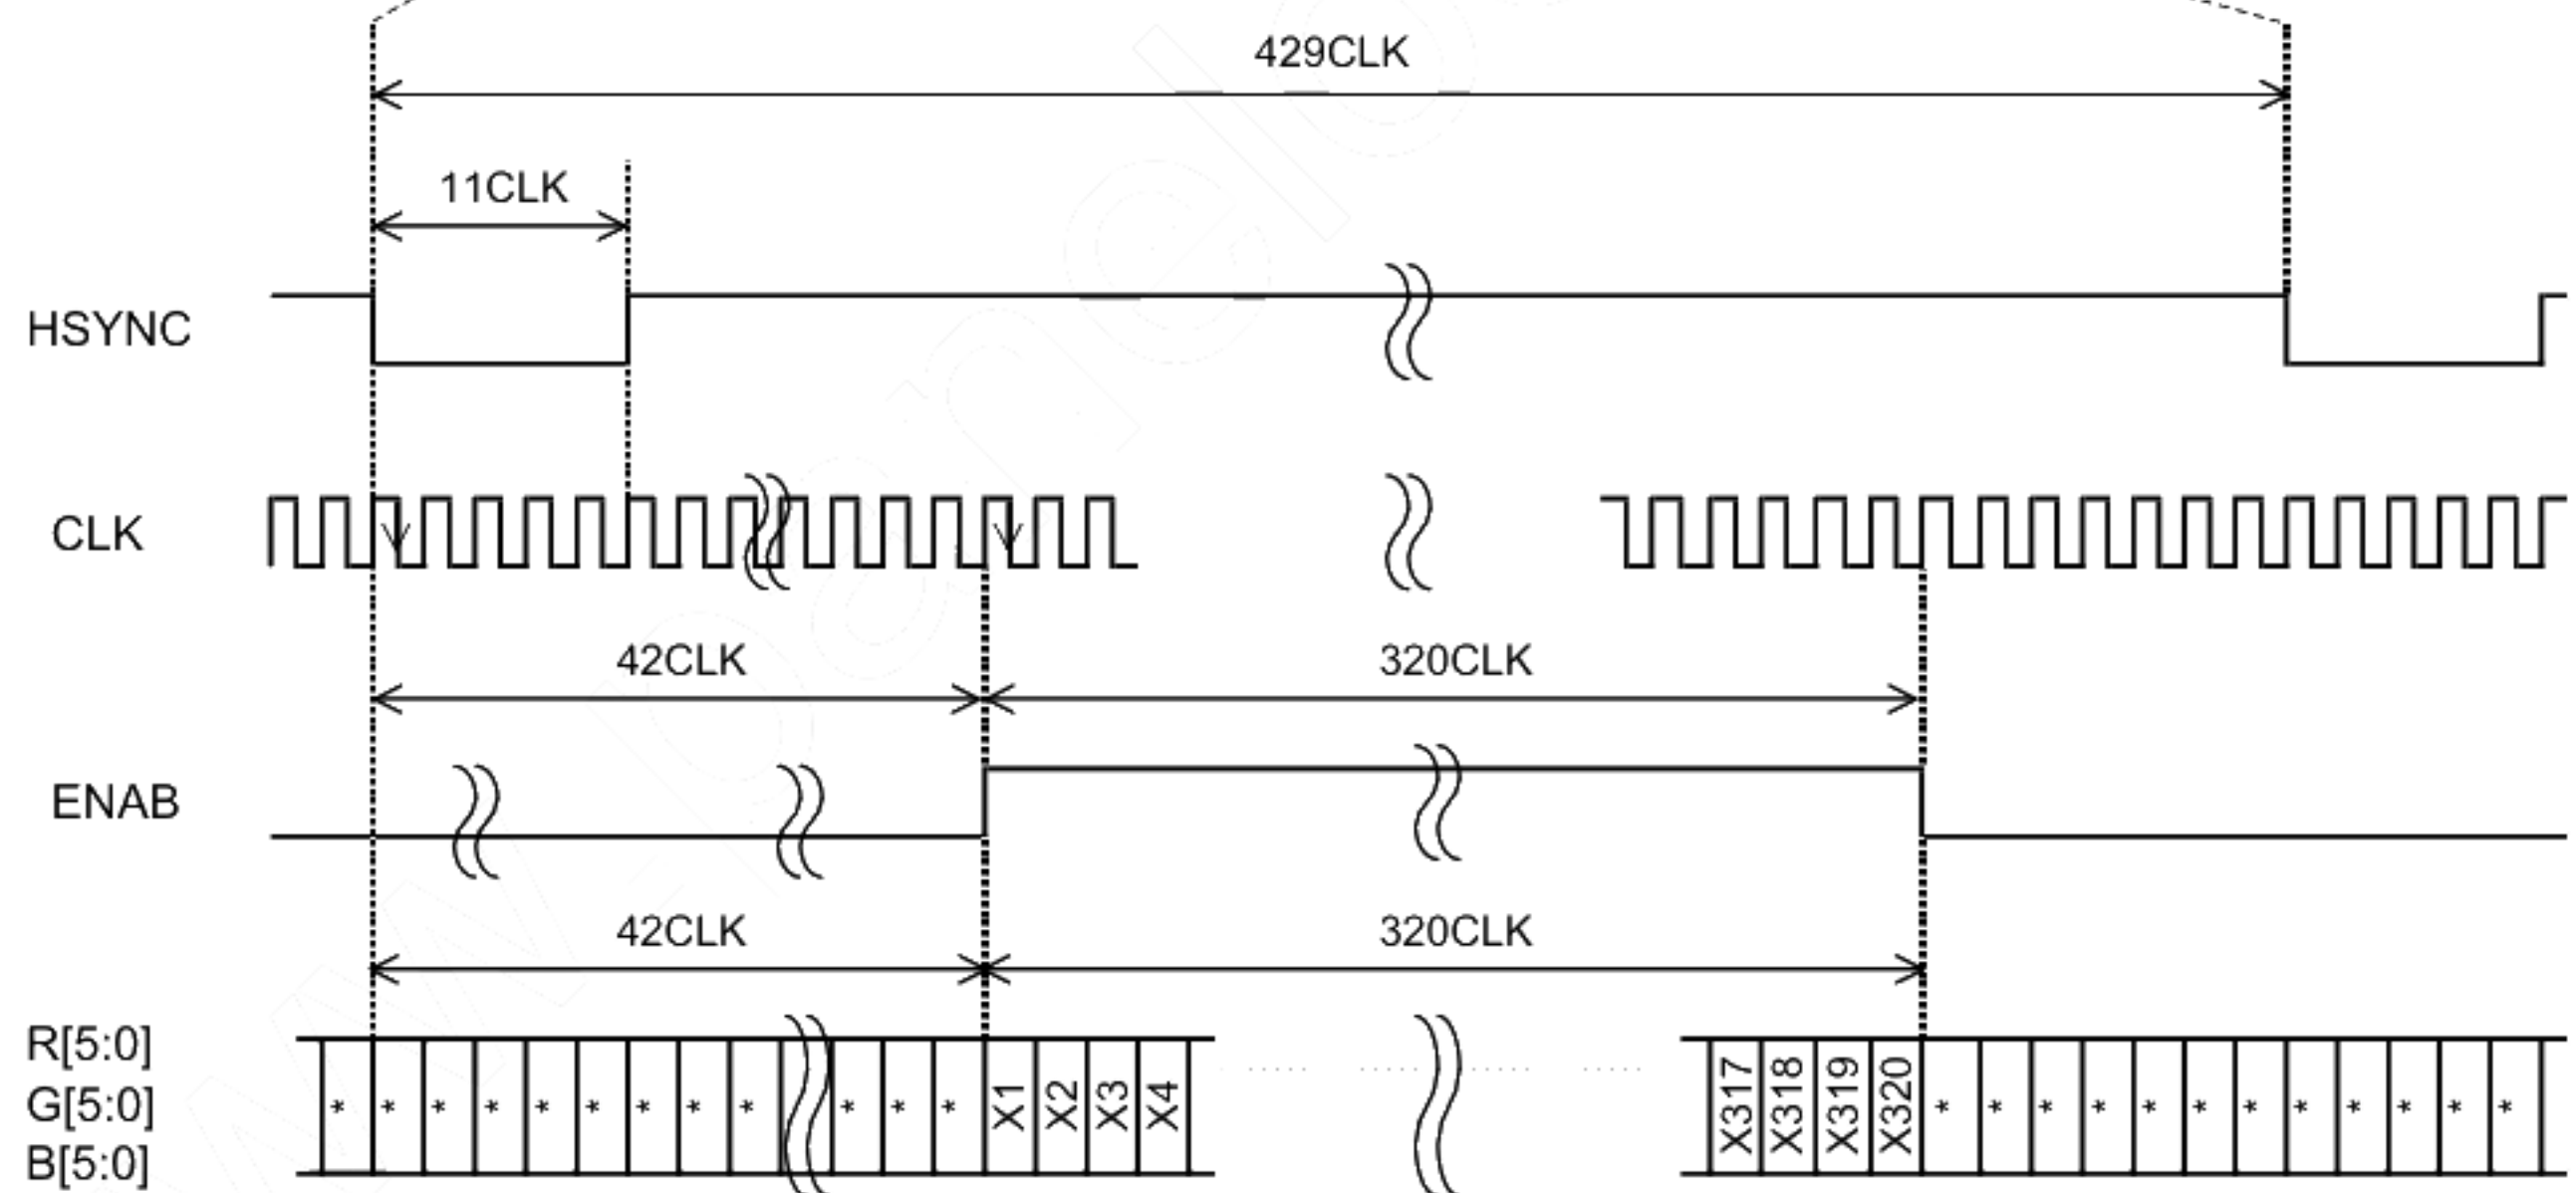 429CLK
11CLK
HSYNC
CLK
42CLK 320CLK
ENAB
42CLK 320CLK
R[5:0]
G[5:0] * * * * * * * * * * * * X1 X2 X3 X4 X317 X318 X319 X320 * * * * * * * * * * * *
B[5:0]